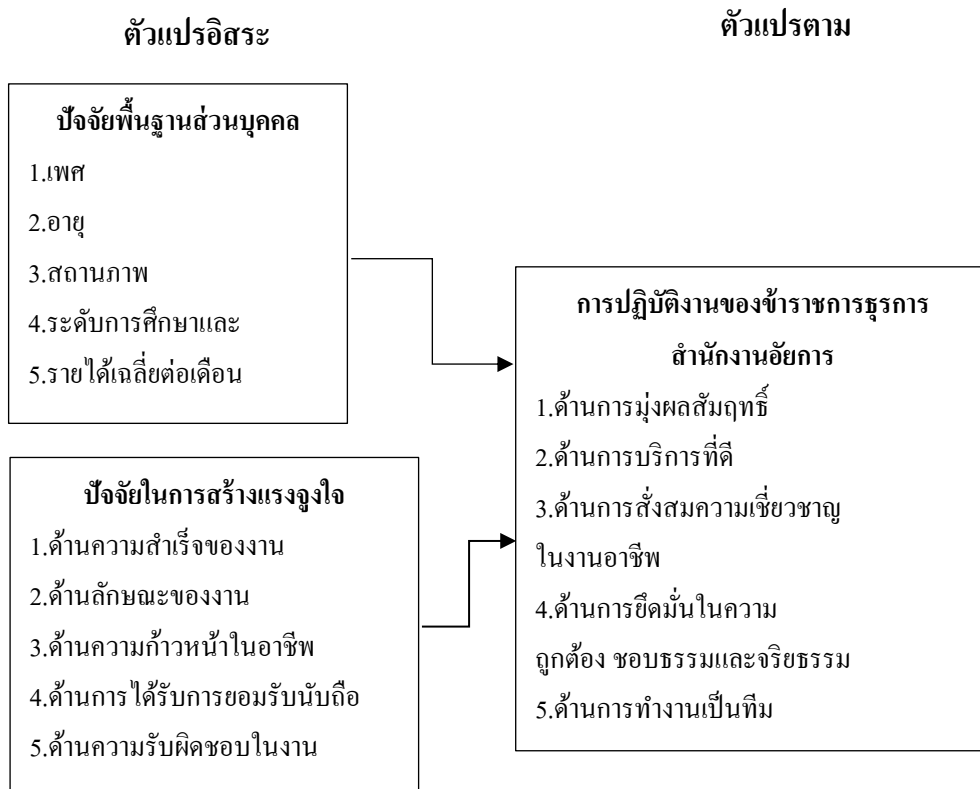 ตัวแปรอิสระ
ตัวแปรตาม
ปัจจัยพื้นฐานส่วนบุคคล
1.เพศ
2.อายุ
3.สถานภาพ
4.ระดับการศึกษาและ
5.รายได้เฉลี่ยต่อเดือน
ปัจจัยในการสร้างแรงจูงใจ
1.ด้านความสำเร็จของงาน
2.ด้านลักษณะของงาน
3.ด้านความก้าวหน้าในอาชีพ
4.ด้านการได้รับการยอมรับนับถือ
5.ด้านความรับผิดชอบในงาน
การปฏิบัติงานของข้าราชการธุรการ
สำนักงานอัยการ
1.ด้านการมุ่งผลสัมฤทธิ์
2.ด้านการบริการที่ดี
3.ด้านการสั่งสมความเชี่ยวชาญ
ในงานอาชีพ
4.ด้านการยึดมั่นในความ
ถูกต้อง ชอบธรรมและจริยธรรม
5.ด้านการทำงานเป็นทีม